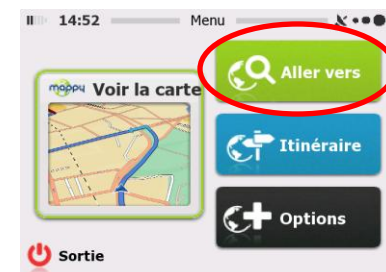 14:52 Menu
Aller vers
mappy Voir la carte
Itinéraire
Options
Sortie